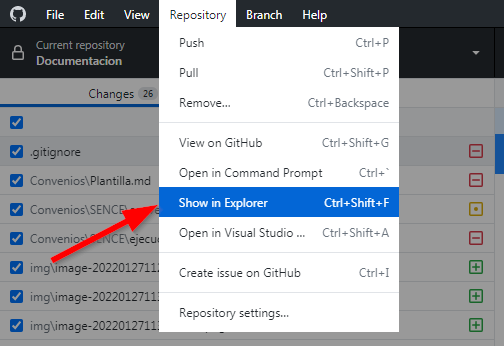 File Edit View Repository Branch Help
Current repository
Documentacion
Push Ctrl+P
Pull Ctrl+Shift+P
Remove... Ctrl+Backspace
View on GitHub Ctrl+Shift+G
Open in Command Prompt Ctrl+`
Show in Explorer Ctrl+Shift+F
Open in Visual Studio ... Ctrl+Shift+A
Create issue on GitHub Ctrl+I
Repository settings...
Changes 26
.gitignore
Convenios\Plantilla.md
Convenios\SENCE\
Convenios\SENCE\ejecu
img\image-2022012711
img\image-2022012711
img\image-20220127113